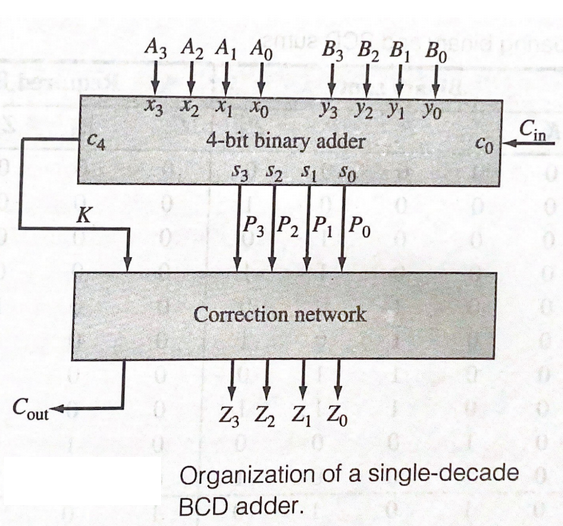 A3 A2 A1 A0 B3 B2 B1 B0
x3 x2 x1 x0 y3 y2 y1 y0
c4 4-bit binary adder c0 Cin
s3 s2 s1 s0
K P3 P2 P1 P0
Correction network
Cout Z3 Z2 Z1 Z0
Organization of a single-decade
BCD adder.